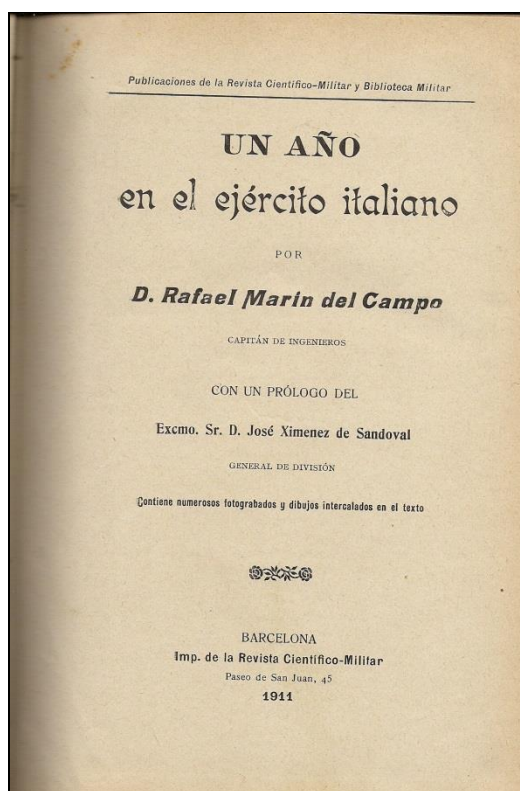 Publicaciones de la Revista Científico-Militar y Biblioteca Militar
UN AÑO
en el ejército italiano
POR
D. Rafael Marín del Campo
CAPITÁN DE INGENIEROS
CON UN PRÓLOGO DEL
Excmo. Sr. D. José Ximenez de Sandoval
GENERAL DE DIVISIÓN
Contiene numerosos fotograbados y dibujos intercalados en el texto
BARCELONA
Imp. de la Revista Científico-Militar
Paseo de San Juan, 45
1911